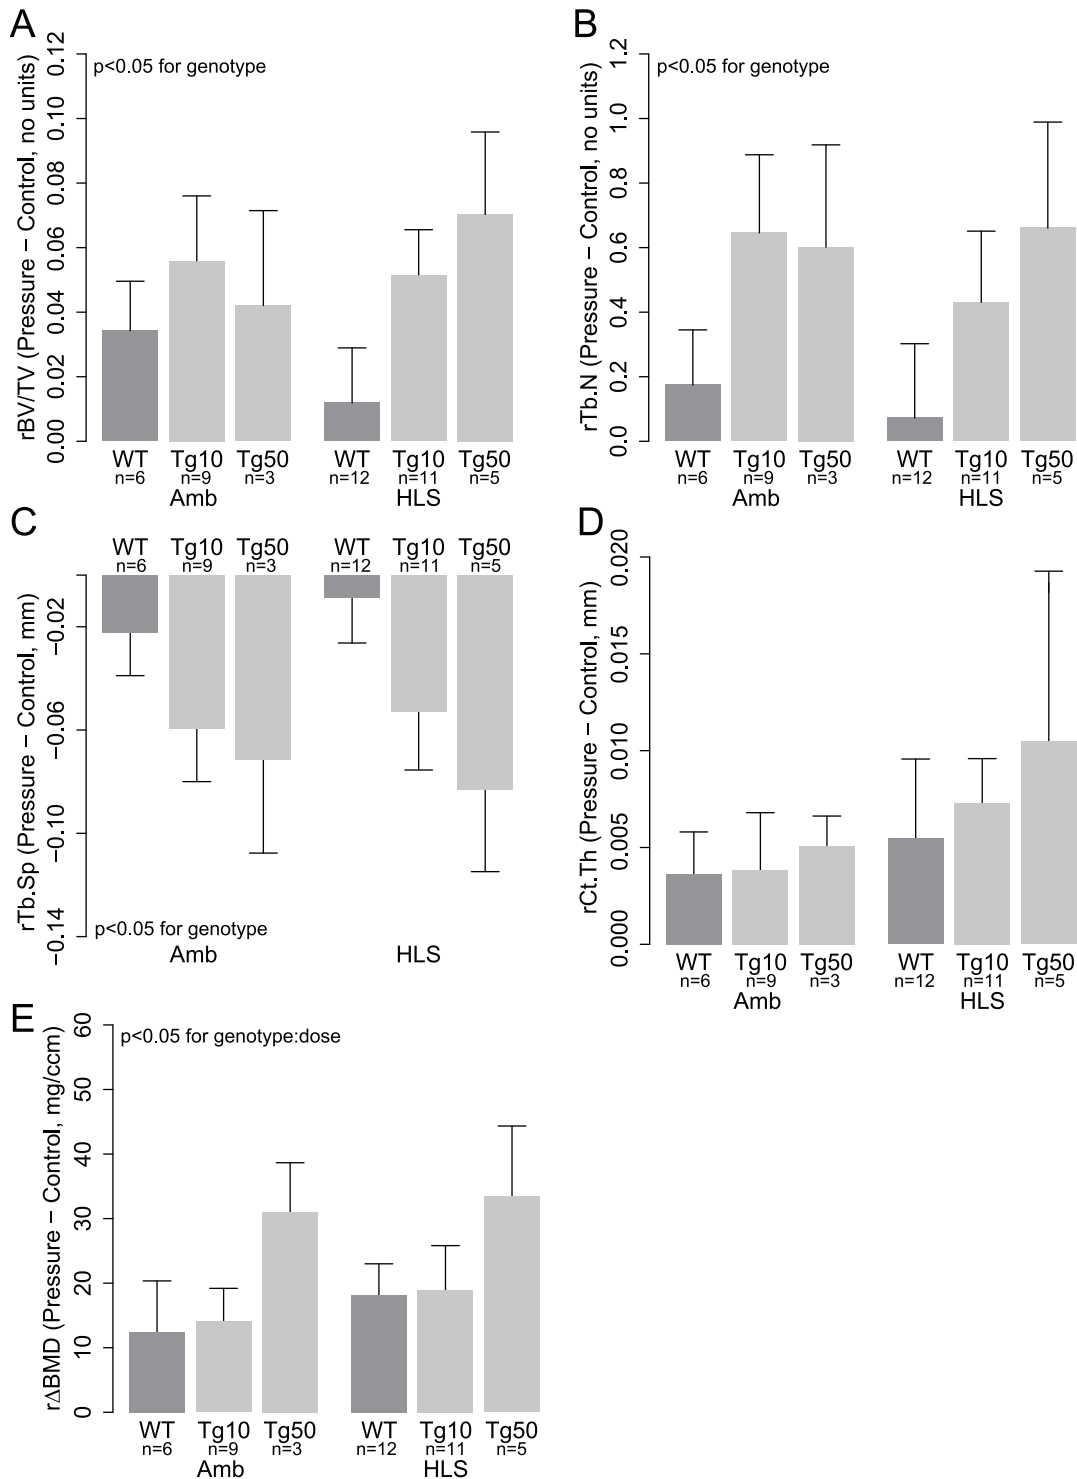 A
rBV/TV (Pressure − Control, no units)
0.00 0.02 0.04 0.06 0.08 0.10 0.12
p<0.05 for genotype
WT Tg10 Tg50 WT Tg10 Tg50
n=6 n=9 n=3 n=12 n=11 n=5
Amb HLS
B
rTb.N (Pressure − Control, no units)
0.0 0.2 0.4 0.6 0.8 1.0 1.2
p<0.05 for genotype
WT Tg10 Tg50 WT Tg10 Tg50
n=6 n=9 n=3 n=12 n=11 n=5
Amb HLS
C
WT Tg10 Tg50 WT Tg10 Tg50
n=6 n=9 n=3 n=12 n=11 n=5
rTb.Sp (Pressure − Control, mm)
−0.14 −0.10 −0.06 −0.02
p<0.05 for genotype
Amb HLS
D
rCt.Th (Pressure − Control, mm)
0.000 0.005 0.010 0.015 0.020
WT Tg10 Tg50 WT Tg10 Tg50
n=6 n=9 n=3 n=12 n=11 n=5
Amb HLS
E
rΔBMD (Pressure − Control, mg/ccm)
0 10 20 30 40 50 60
p<0.05 for genotype:dose
WT Tg10 Tg50 WT Tg10 Tg50
n=6 n=9 n=3 n=12 n=11 n=5
Amb HLS